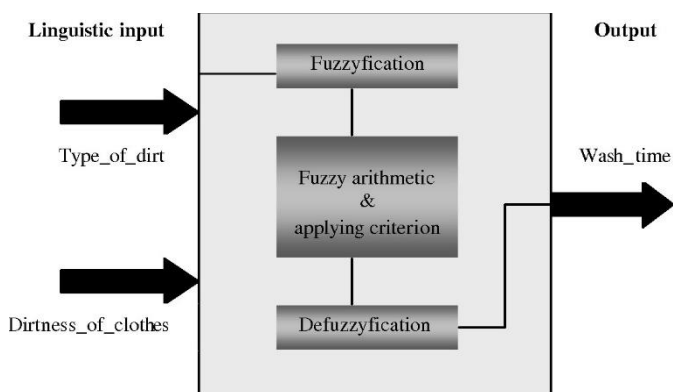 Linguistic input
Output
Fuzzyfication
Type_of_dirt
Wash_time
Fuzzy arithmetic
&
applying criterion
Dirtness_of_clothes
Defuzzyfication